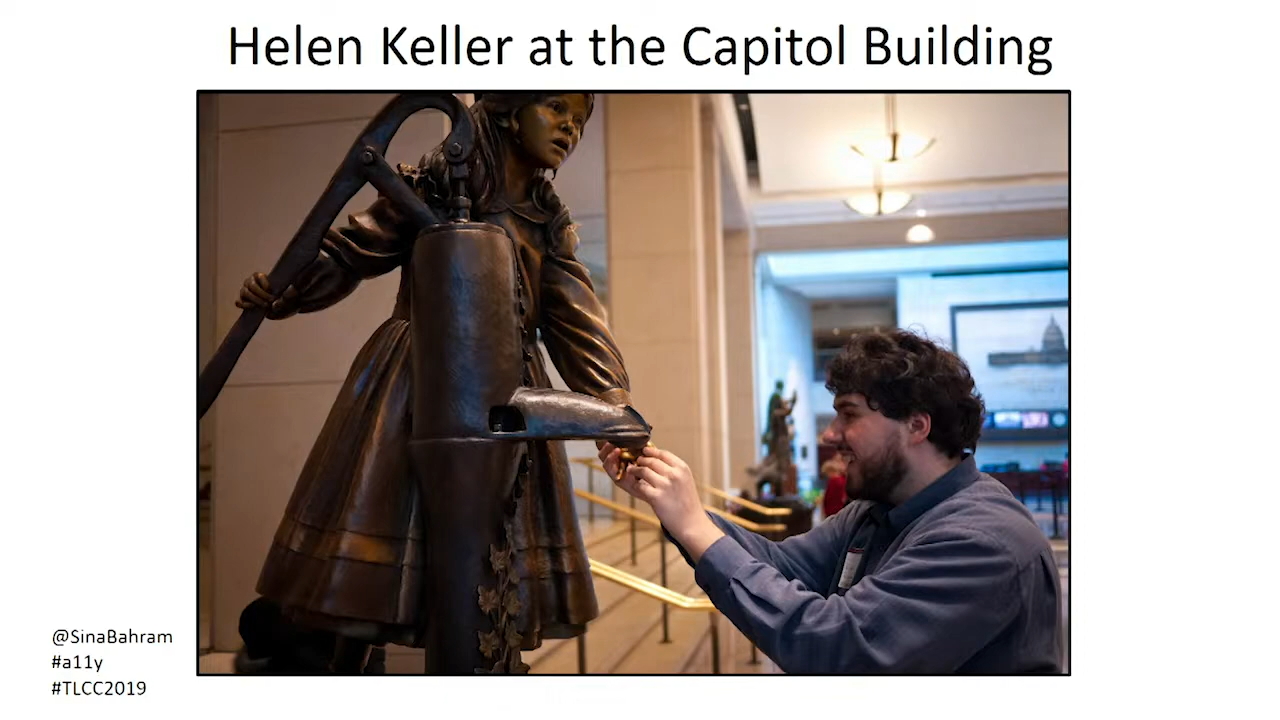 Helen Keller at the Capitol Building
@SinaBahram
#a11y
#TLCC2019